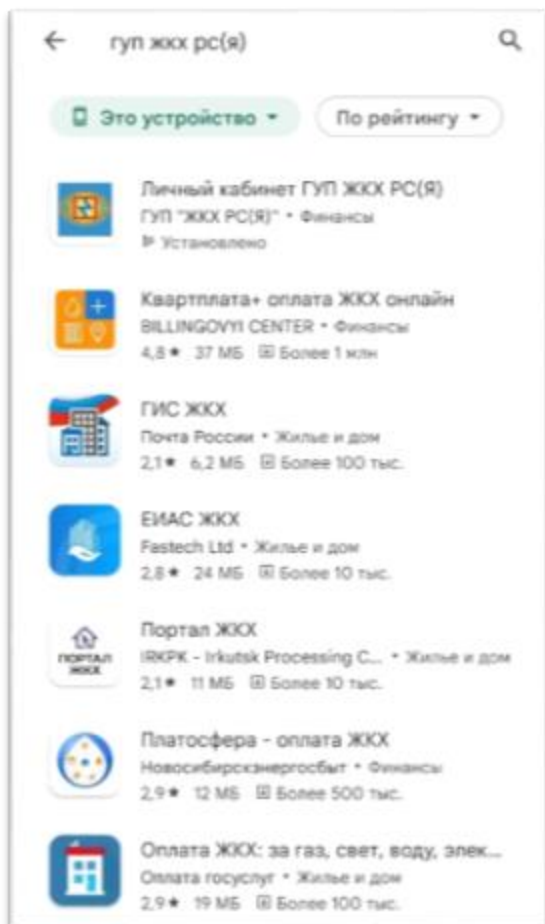 гуп жкх рс(я)
Это устройство
По рейтингу
Личный кабинет ГУП ЖКХ РС(Я)
ГУП "ЖКХ РС(Я)" • Финансы
Установлено
Квартплата+ оплата ЖКХ онлайн
BILLINGOVYI CENTER • Финансы
4,8★ 37 МБ Более 1 млн
ГИС ЖКХ
Почта России • Жилье и дом
2,1★ 6,2 МБ Более 100 тыс.
ЕИАС ЖКХ
Fastech Ltd • Жилье и дом
2,8★ 24 МБ Более 10 тыс.
ПОРТАЛ
ЖКХ
Портал ЖКХ
IRKPK - Irkutsk Processing C... • Жилье и дом
2,1★ 11 МБ Более 10 тыс.
Платосфера - оплата ЖКХ
Новосибирскэнергосбыт • Финансы
2,9★ 12 МБ Более 500 тыс.
Оплата ЖКХ: за газ, свет, воду, элек...
Оплата госуслуг • Жилье и дом
2,9★ 19 МБ Более 100 тыс.